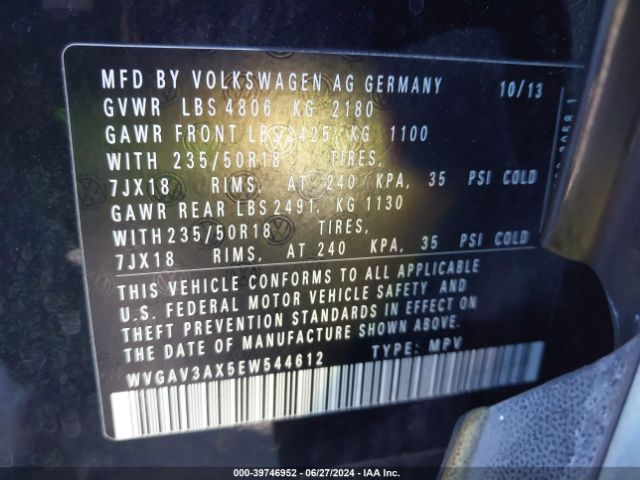 MFD BY VOLKSWAGEN AG GERMANY 10/13
GVWR LBS 4806 KG 2180
GAWR FRONT LBS 2425 KG 1100
WITH 235/50R18 TIRES,
7JX18 RIMS, AT 240 KPA, 35 PSI COLD
GAWR REAR LBS 2491, KG 1130
WITH 235/50R18 TIRES,
7JX18 RIMS, AT 240 KPA, 35 PSI COLD
THIS VEHICLE CONFORMS TO ALL APPLICABLE
U.S. FEDERAL MOTOR VEHICLE SAFETY AND
THEFT PREVENTION STANDARDS IN EFFECT ON
THE DATE OF MANUFACTURE SHOWN ABOVE.
WVGAV3AX5EW544612 TYPE: MPV
000-39746952 - 06/27/2024 - IAA Inc.